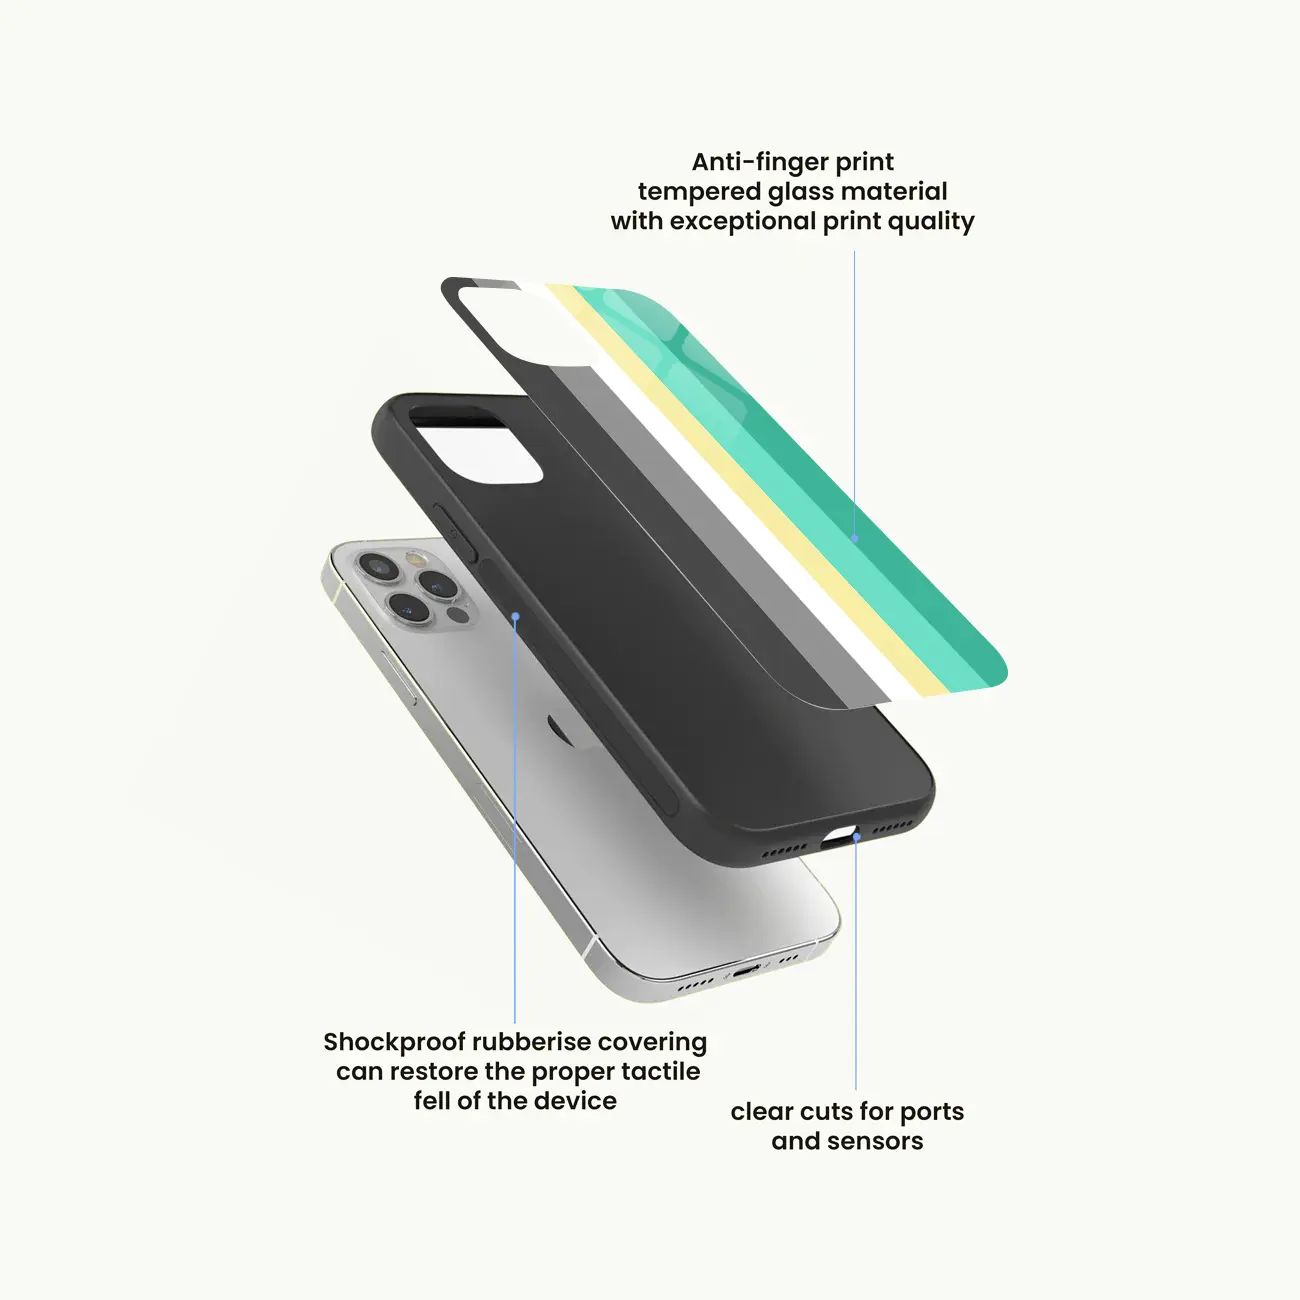 Anti-finger print
tempered glass material
with exceptional print quality
Shockproof rubberise covering
can restore the proper tactile
fell of the device
clear cuts for ports
and sensors